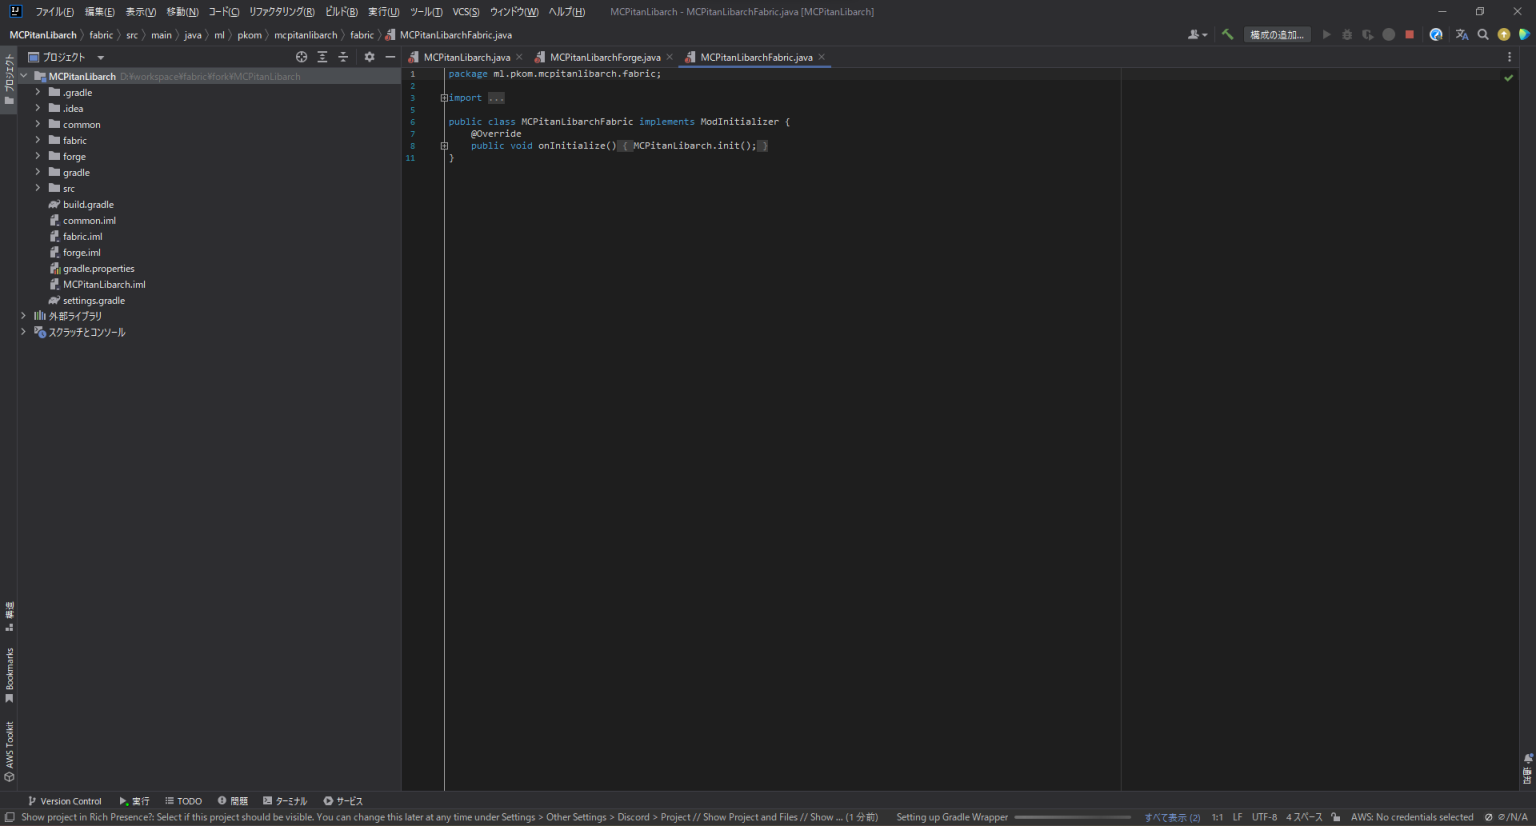 ファイル(F) 編集(E) 表示(V) 移動(N) コード(C) リファクタリング(R) ビルド(B) 実行(U) ツール(T) VCS(S) ウィンドウ(W) ヘルプ(H) MCPitanLibarch - MCPitanLibarchFabric.java [MCPitanLibarch]
MCPitanLibarch fabric src main java ml pkom mcpitanlibarch fabric MCPitanLibarchFabric.java 構成の追加...
プロジェクト
プロジェクト
MCPitanLibarch.java MCPitanLibarchForge.java MCPitanLibarchFabric.java
MCPitanLibarch D:¥workspace¥fabric¥fork¥MCPitanLibarch
.gradle
.idea
common
fabric
forge
gradle
src
build.gradle
common.iml
fabric.iml
forge.iml
gradle.properties
MCPitanLibarch.iml
settings.gradle
外部ライブラリ
スクラッチとコンソール
1 package ml.pkom.mcpitanlibarch.fabric;
2
3 import ...
5
6 public class MCPitanLibarchFabric implements ModInitializer {
7 @Override
8 public void onInitialize() { MCPitanLibarch.init(); }
11 }
構造
Bookmarks
AWS Toolkit
通知
Version Control 実行 TODO 問題 ターミナル サービス
Show project in Rich Presence?: Select if this project should be visible. You can change this later at any time under Settings > Other Settings > Discord > Project // Show Project and Files // Show ... (1 分前) Setting up Gradle Wrapper すべて表示 (2) 1:1 LF UTF-8 4 スペース AWS: No credentials selected ⊘/N/A